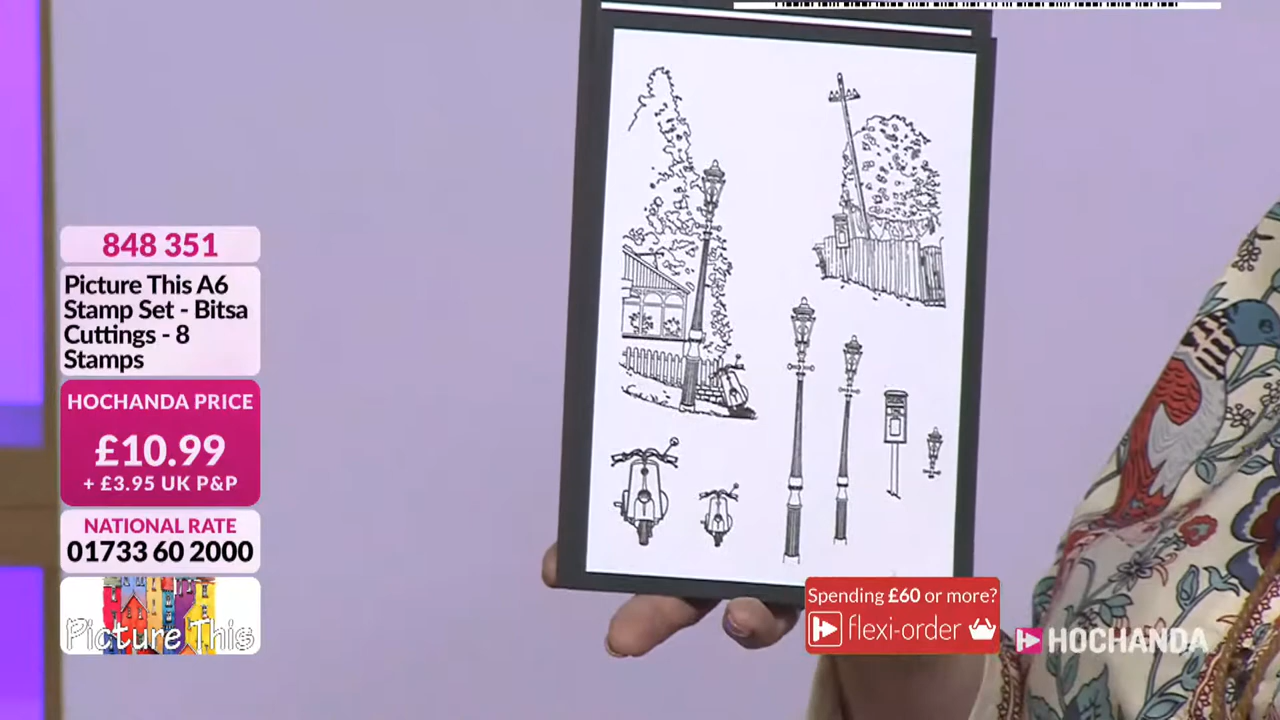 848 351
Picture This A6
Stamp Set - Bitsa
Cuttings - 8
Stamps
HOCHANDA PRICE
£10.99
+ £3.95 UK P&P
NATIONAL RATE
01733 60 2000
Picture This
Spending £60 or more?
flexi-order
HOCHANDA